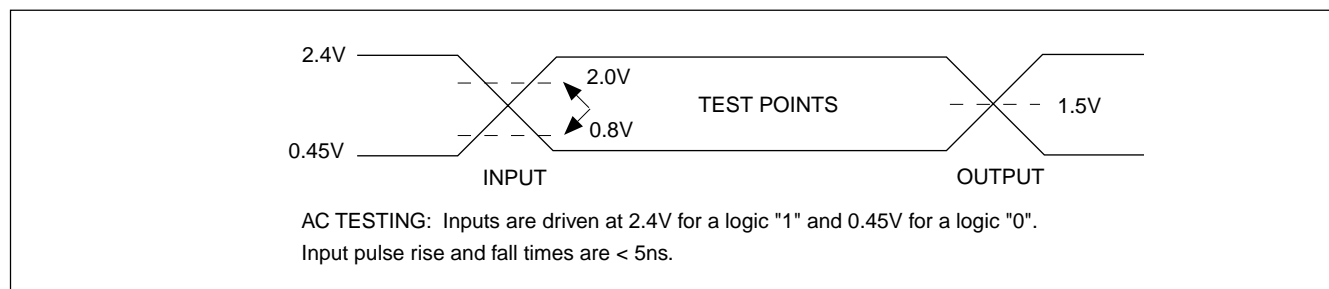 2.4V
2.0V
TEST POINTS
1.5V
0.8V
0.45V
INPUT
OUTPUT
AC TESTING: Inputs are driven at 2.4V for a logic "1" and 0.45V for a logic "0".
Input pulse rise and fall times are < 5ns.